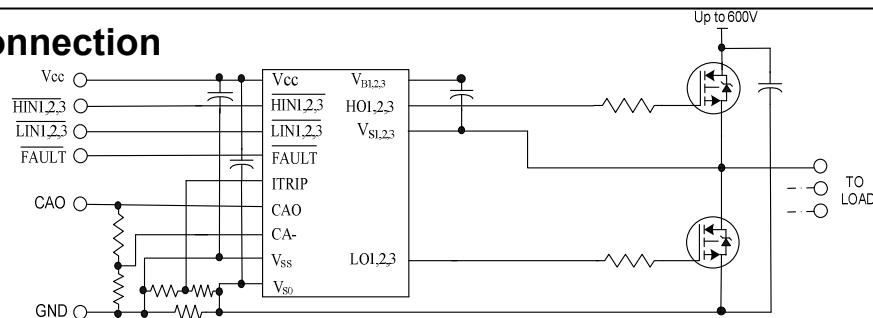 Up to 600V
onnection
Vcc
HIN1,2,3
LIN1,2,3
FAULT
CAO
GND
Vcc
HIN1,2,3
LIN1,2,3
FAULT
ITRIP
CAO
CA-
VSS
VS0
VB1,2,3
HO1,2,3
VS1,2,3
LO1,2,3
TO
LOAD